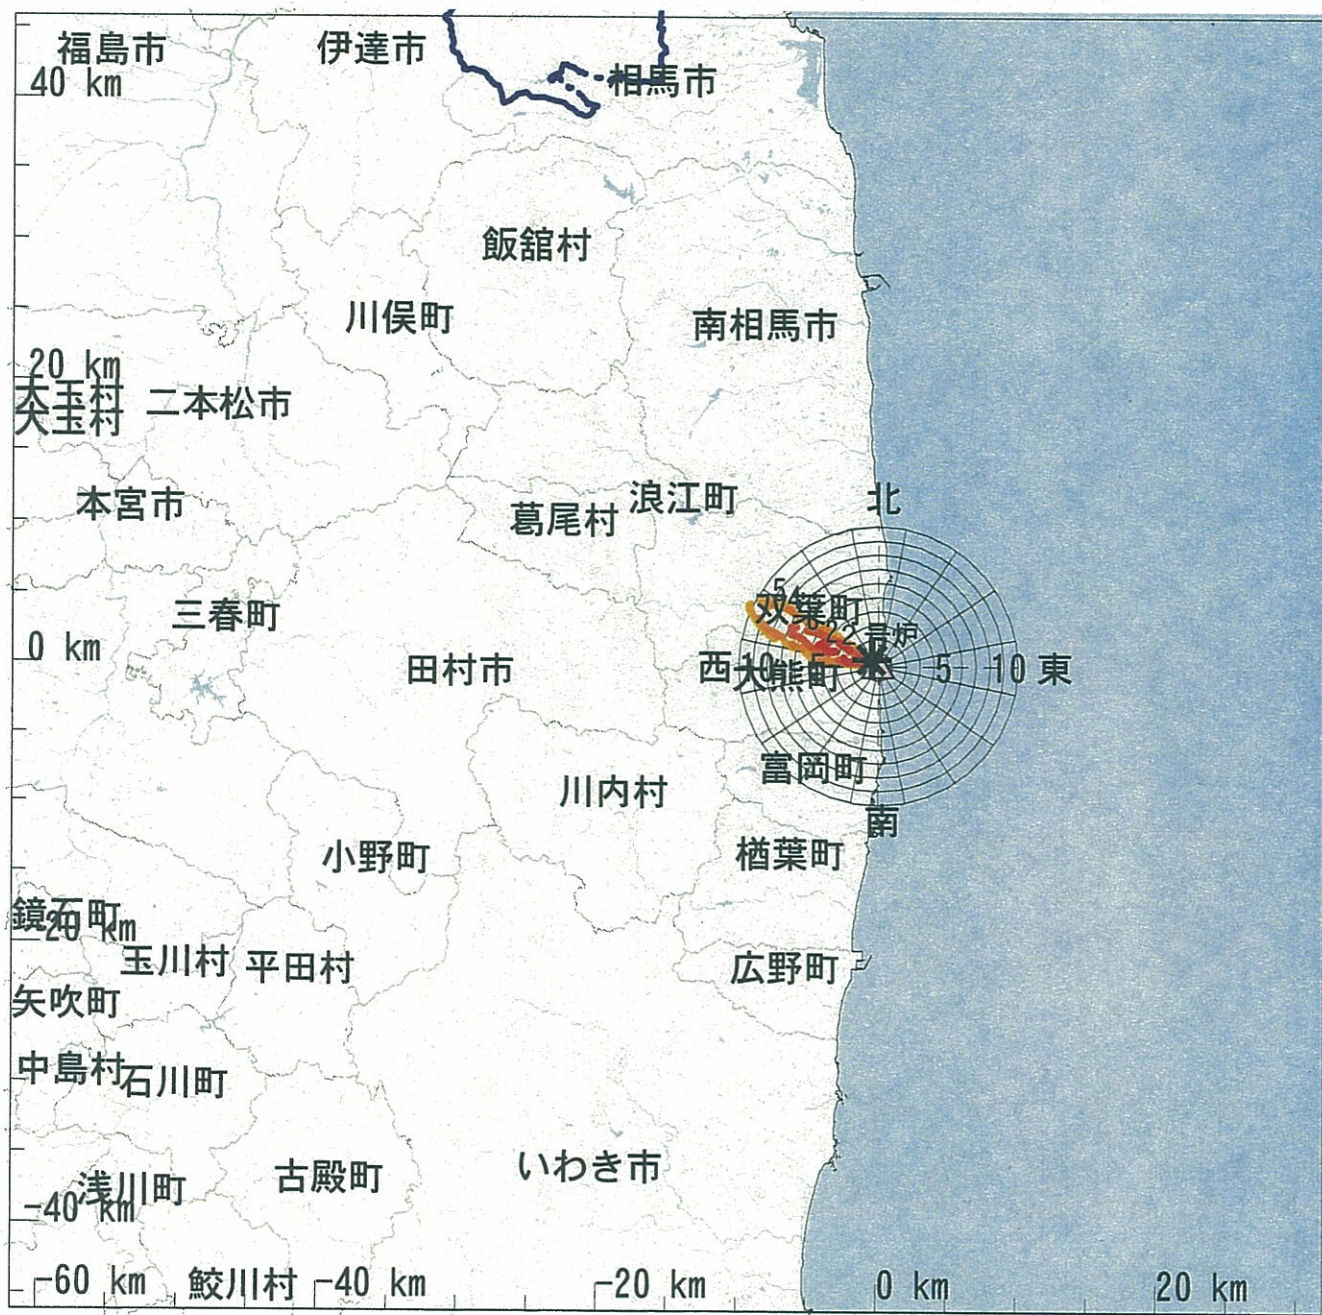 福島市
伊達市
40 km
相馬市
飯舘村
川俣町
南相馬市
20 km
大玉村
二本松市
大玉村
本宮市
葛尾村
浪江町
北
三春町
双葉町
号炉
0 km
田村市
西
10
5
5
10
東
大熊町
川内村
富岡町
南
小野町
楢葉町
鏡石町
-20 km
玉川村
平田村
広野町
矢吹町
中島村
石川町
いわき市
浅川町
古殿町
-40 km
-60 km
鮫川村
-40 km
-20 km
0 km
20 km